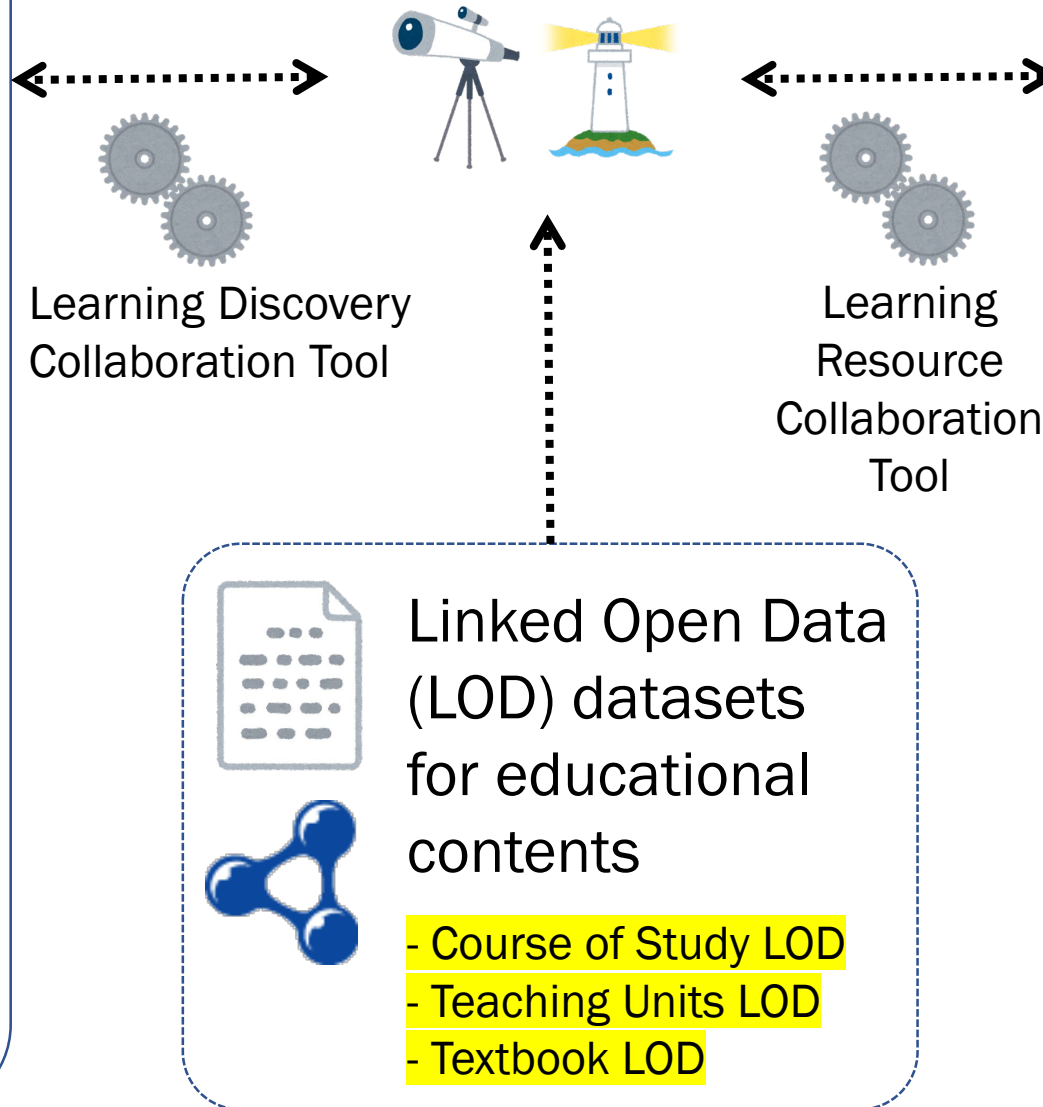 Learning Discovery
Collaboration Tool
Learning
Resource
Collaboration
Tool
Linked Open Data
(LOD) datasets
for educational
contents
- Course of Study LOD
- Teaching Units LOD
- Textbook LOD